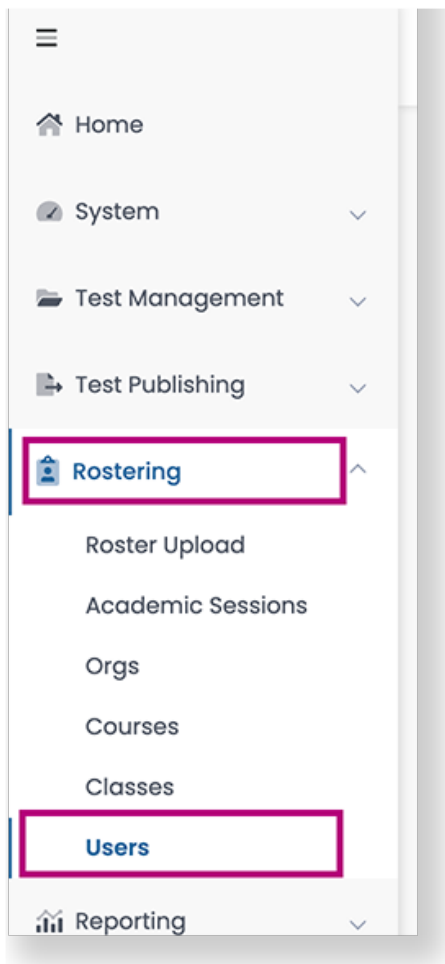 Home
System
Test Management
Test Publishing
Rostering
Roster Upload
Academic Sessions
Orgs
Courses
Classes
Users
Reporting